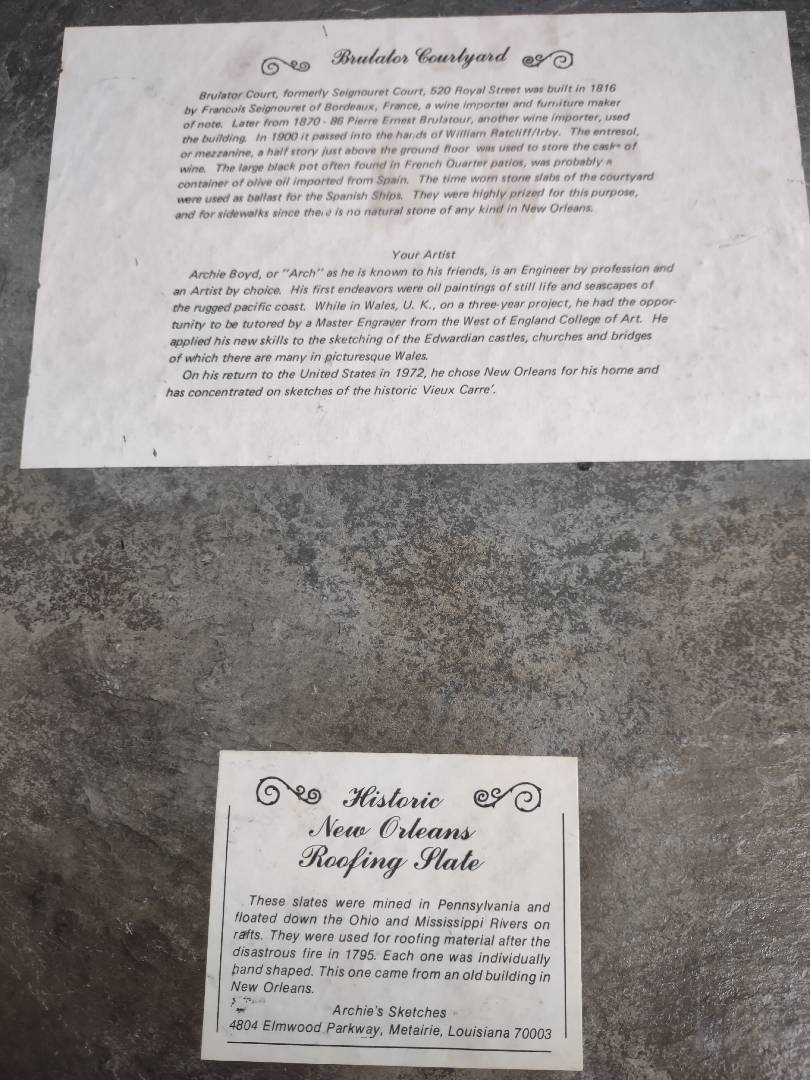 Brulator Courtyard
Brulator Court, formerly Seignouret Court, 520 Royal Street was built in 1816
by Francois Seignouret of Bordeaux, France, a wine importer and furniture maker
of note. Later from 1870 - 86 Pierre Ernest Brulatour, another wine importer, used
the building. In 1900 it passed into the hands of William Ratcliff/Irby. The entresol,
or mezzanine, a half story just above the ground floor was used to store the casks of
wine. The large black pot often found in French Quarter patios, was probably a
container of olive oil imported from Spain. The time worn stone slabs of the courtyard
were used as ballast for the Spanish Ships. They were highly prized for this purpose,
and for sidewalks since there is no natural stone of any kind in New Orleans.
Your Artist
Archie Boyd, or "Arch" as he is known to his friends, is an Engineer by profession and
an Artist by choice. His first endeavors were oil paintings of still life and seascapes of
the rugged pacific coast. While in Wales, U. K., on a three-year project, he had the oppor-
tunity to be tutored by a Master Engraver from the West of England College of Art. He
applied his new skills to the sketching of the Edwardian castles, churches and bridges
of which there are many in picturesque Wales.
On his return to the United States in 1972, he chose New Orleans for his home and
has concentrated on sketches of the historic Vieux Carre'.
Historic
New Orleans
Roofing Slate
These slates were mined in Pennsylvania and
floated down the Ohio and Mississippi Rivers on
rafts. They were used for roofing material after the
disastrous fire in 1795. Each one was individually
hand shaped. This one came from an old building in
New Orleans.
Archie's Sketches
4804 Elmwood Parkway, Metairie, Louisiana 70003